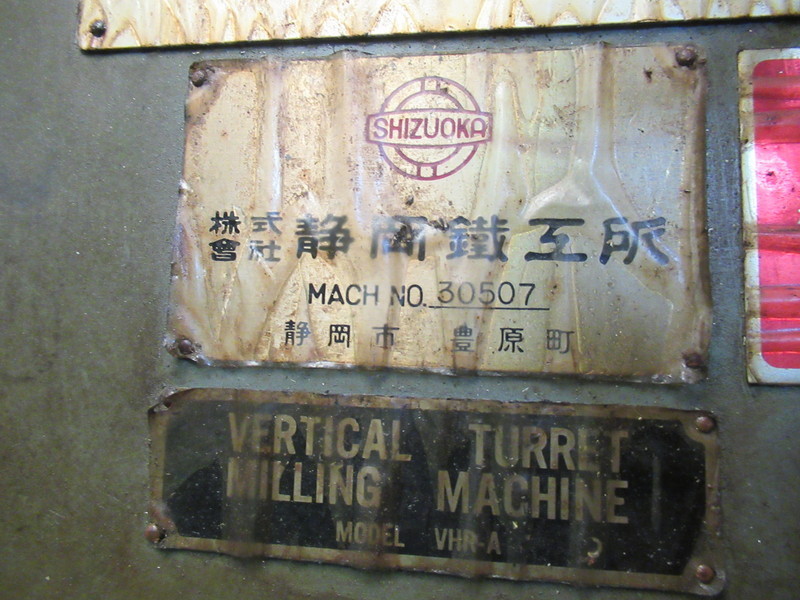 SHIZUOKA
株式會社 静岡鐵工所
MACH NO. 30507
静岡市 豊原町
VERTICAL TURRET
MILLING MACHINE
MODEL VHR-A